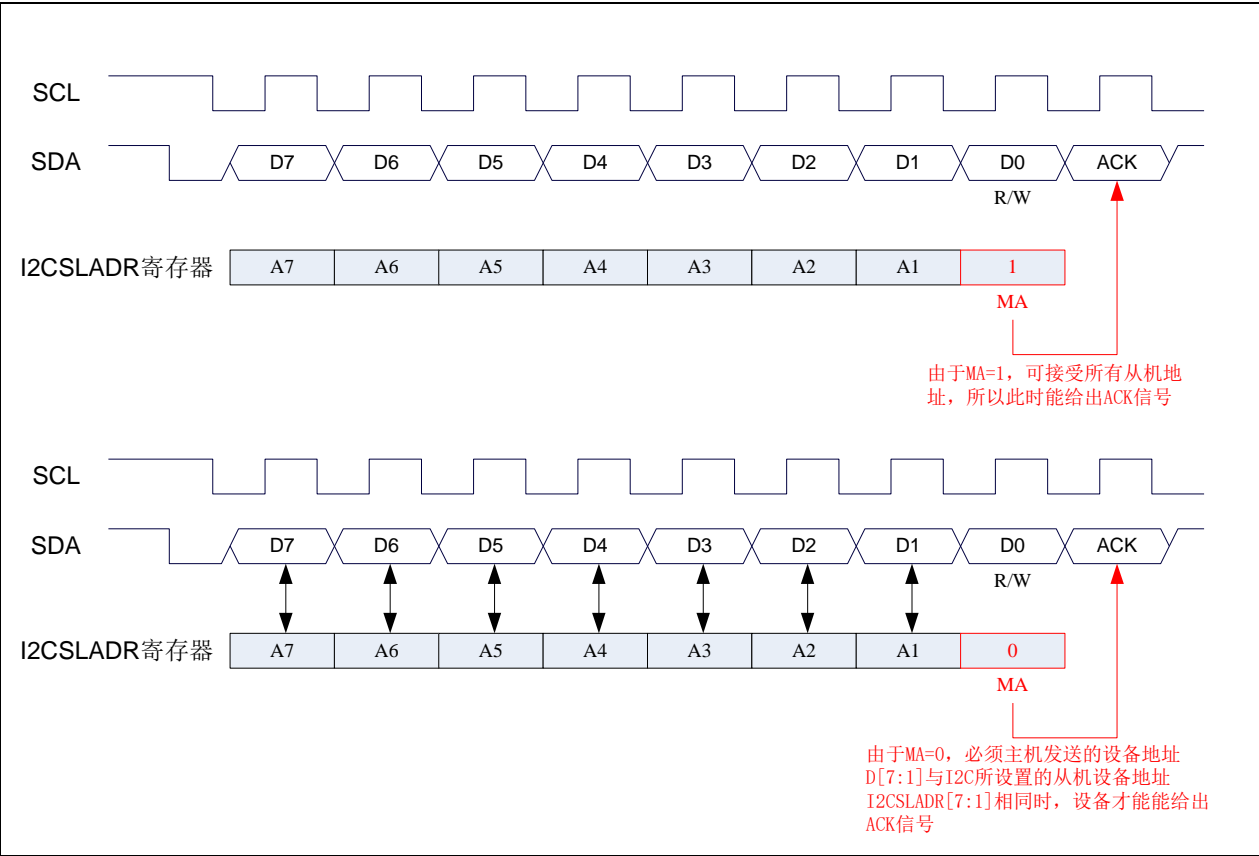 SCL
SDA D7 D6 D5 D4 D3 D2 D1 D0 ACK
R/W
I2CSLADR寄存器 A7 A6 A5 A4 A3 A2 A1 1
MA
由于MA=1，可接受所有从机地
址，所以此时能给出ACK信号
SCL
SDA D7 D6 D5 D4 D3 D2 D1 D0 ACK
R/W
I2CSLADR寄存器 A7 A6 A5 A4 A3 A2 A1 0
MA
由于MA=0，必须主机发送的设备地址
D[7:1]与I2C所设置的从机设备地址
I2CSLADR[7:1]相同时，设备才能能给出
ACK信号